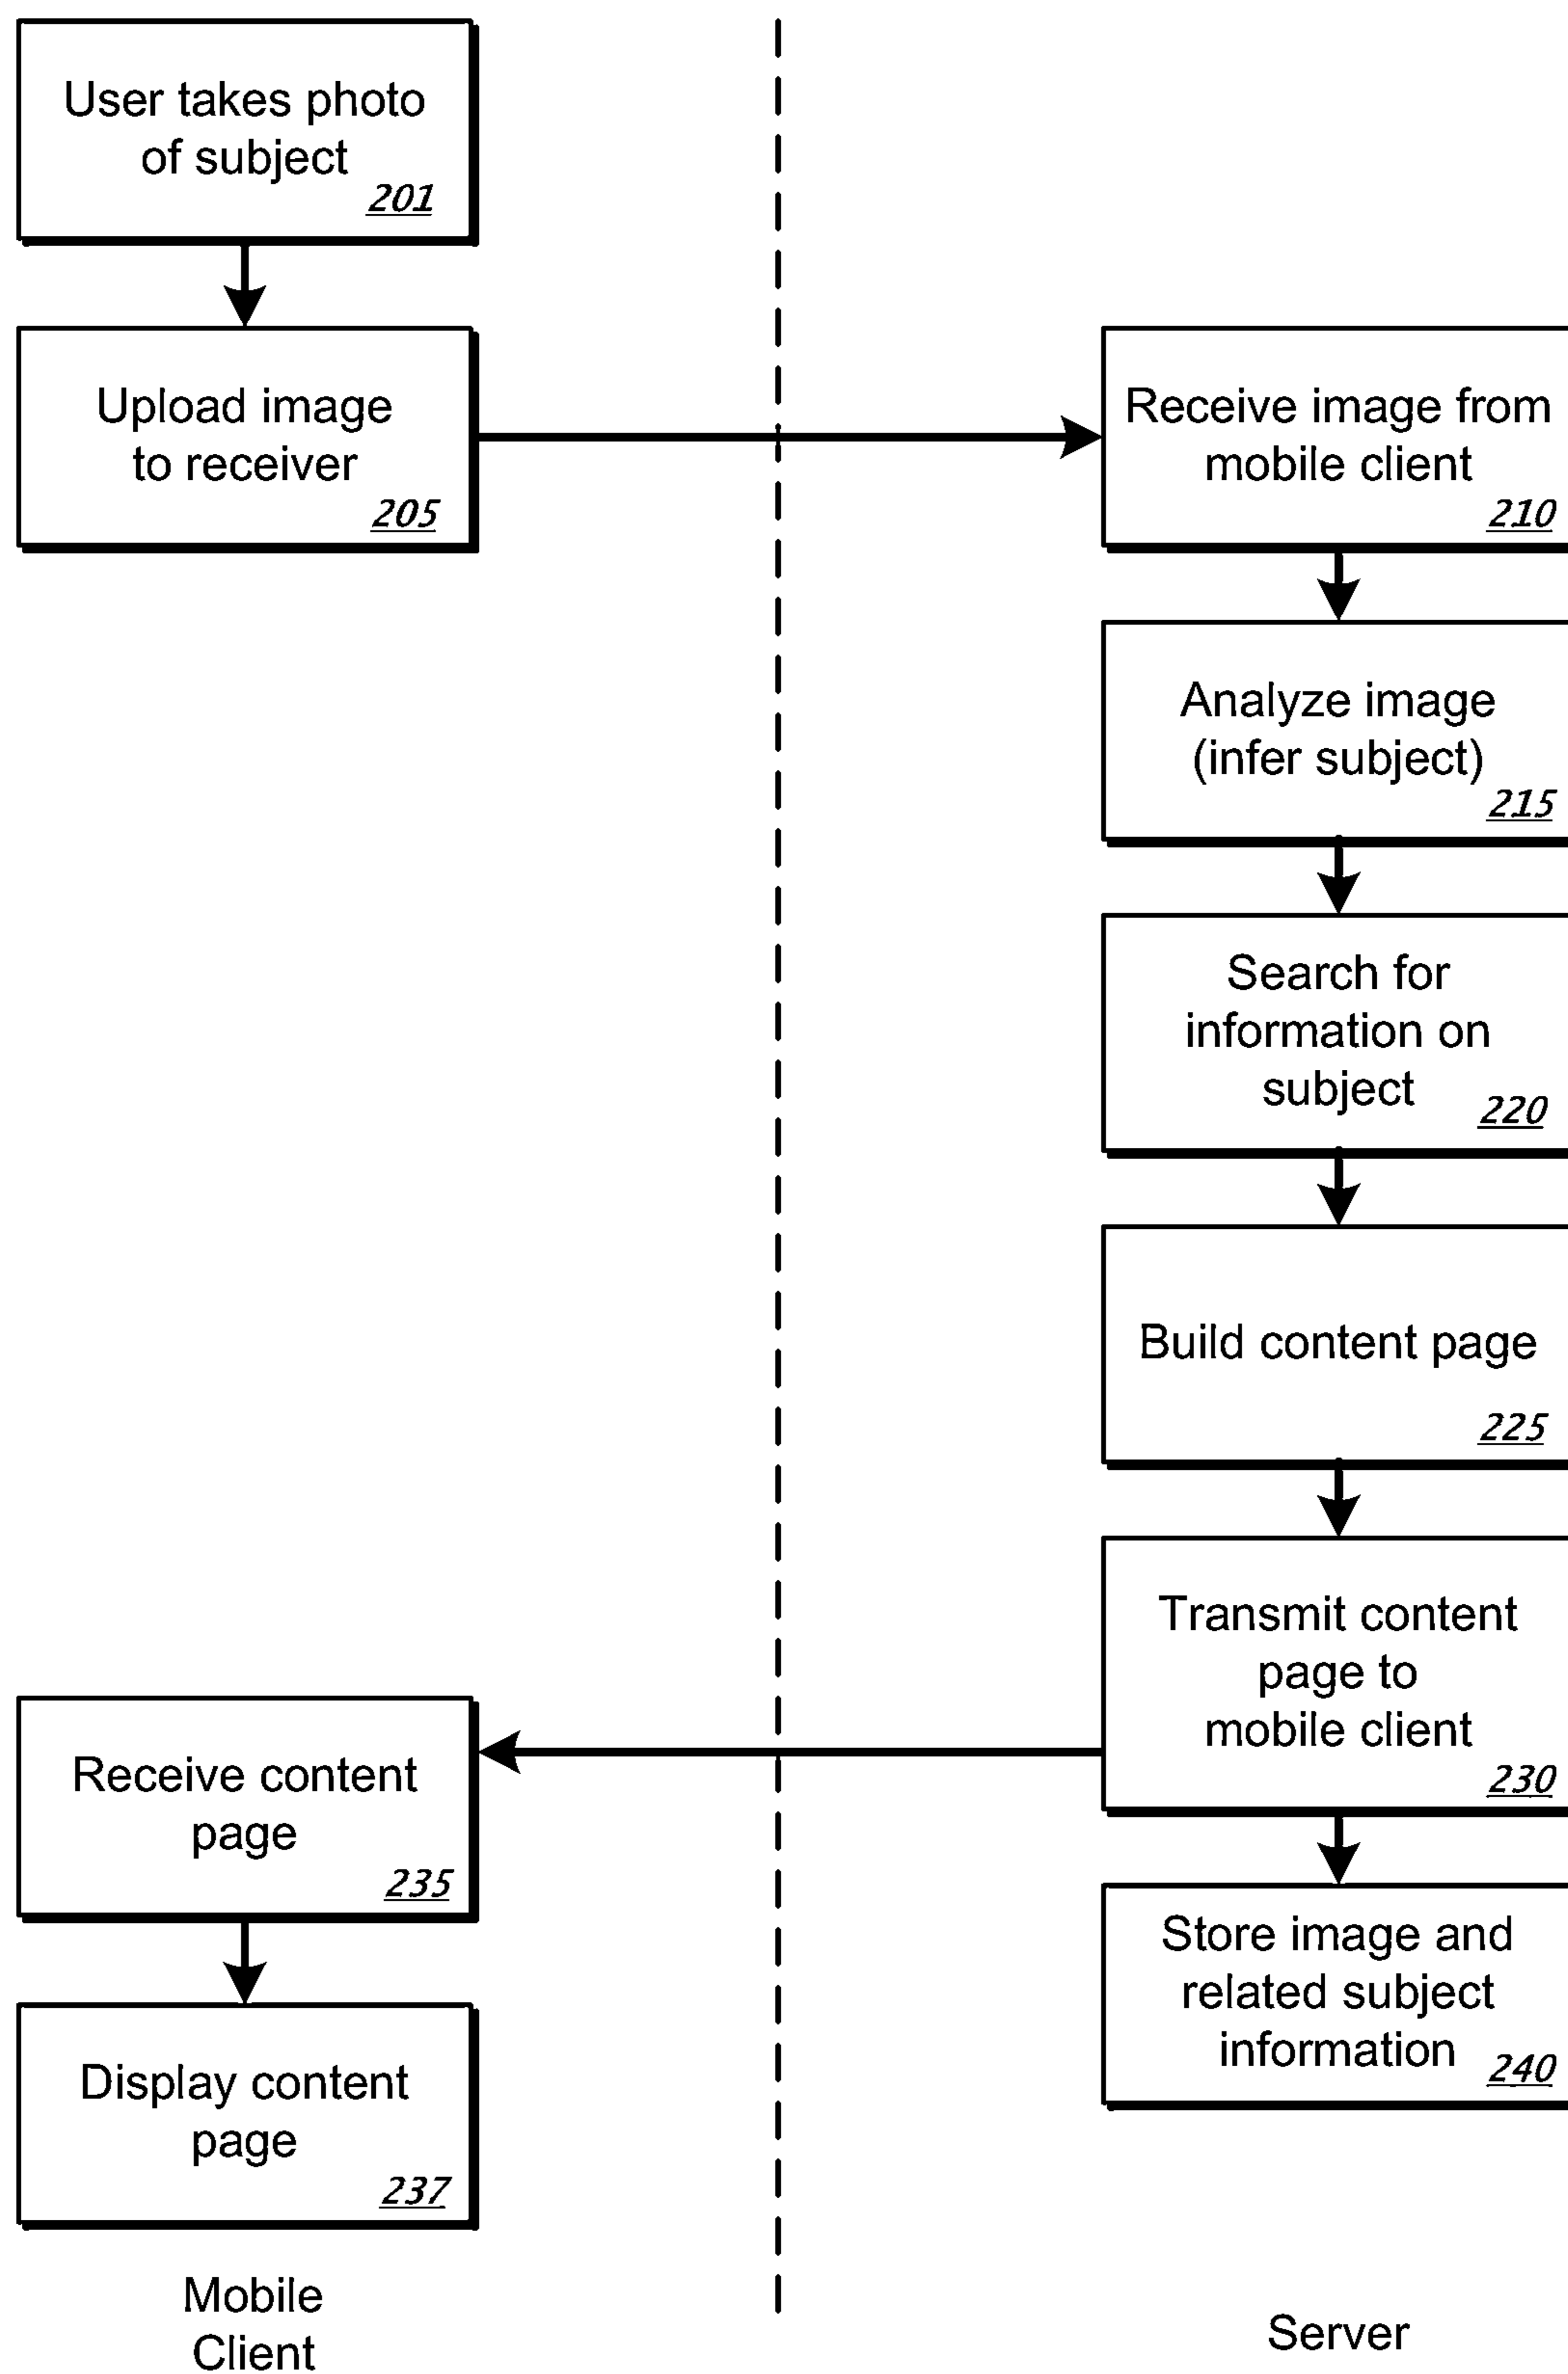 User takes photo
of subject
201
Upload image
to receiver
205
Receive image from
mobile client
210
Analyze image
(infer subject)
215
Search for
information on
subject
220
Build content page
225
Transmit content
page to
mobile client
230
Receive content
page
235
Store image and
related subject
information
240
Display content
page
237
Mobile
Client
Server